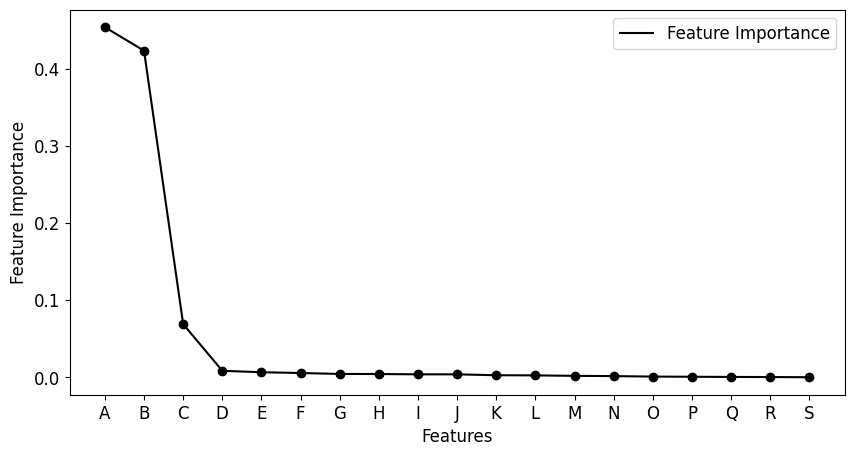 Feature Importance
Feature Importance
0.4
0.3
0.2
0.1
0.0
A B C D E F G H I J K L M N O P Q R S
Features